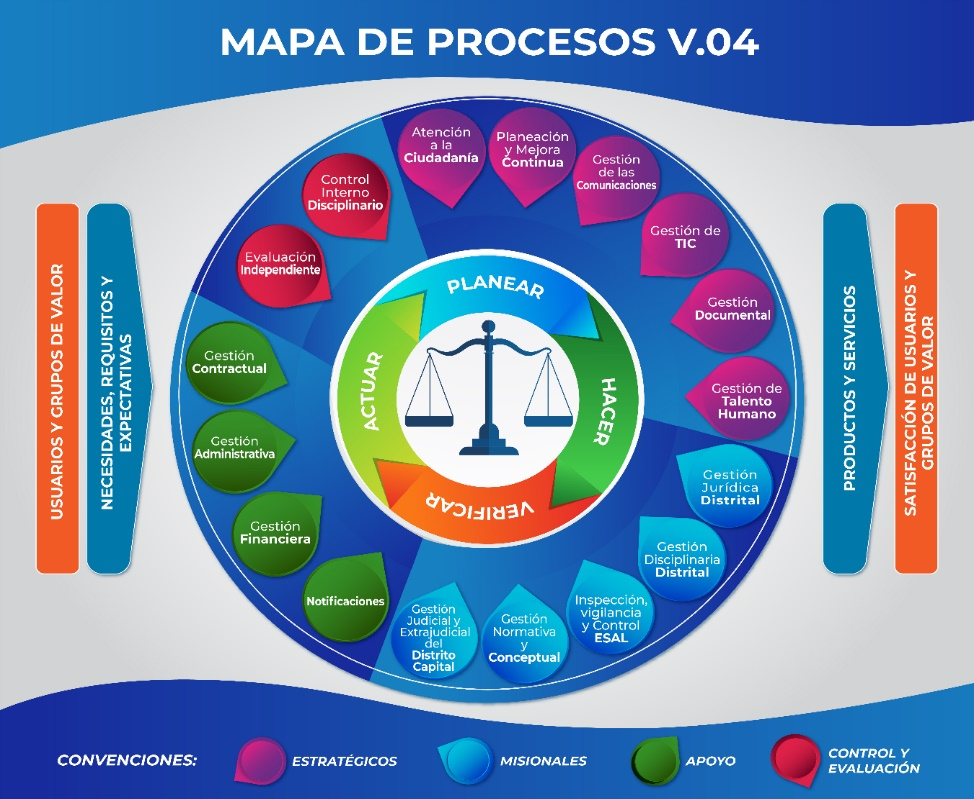 MAPA DE PROCESOS V.04
USUARIOS Y GRUPOS DE VALOR
NECESIDADES, REQUISITOS Y
EXPECTATIVAS
Atención
a la
Ciudadanía
Planeación
y Mejora
Continua
Gestión
de las
Comunicaciones
Gestión de
TIC
Gestión
Documental
Gestión de
Talento
Humano
Gestión
Jurídica
Distrital
Gestión
Disciplinaria
Distrital
Inspección,
vigilancia
y Control
ESAL
Gestión
Normativa
y
Conceptual
Gestión
Judicial y
Extrajudicial
del
Distrito
Capital
Notificaciones
Gestión
Financiera
Gestión
Administrativa
Gestión
Contractual
Evaluación
Independiente
Control
Interno
Disciplinario
PLANEAR
HACER
VERIFICAR
ACTUAR
PRODUCTOS Y SERVICIOS
SATISFACCIÓN DE USUARIOS Y
GRUPOS DE VALOR
CONVENCIONES:
ESTRATÉGICOS
MISIONALES
APOYO
CONTROL Y
EVALUACIÓN